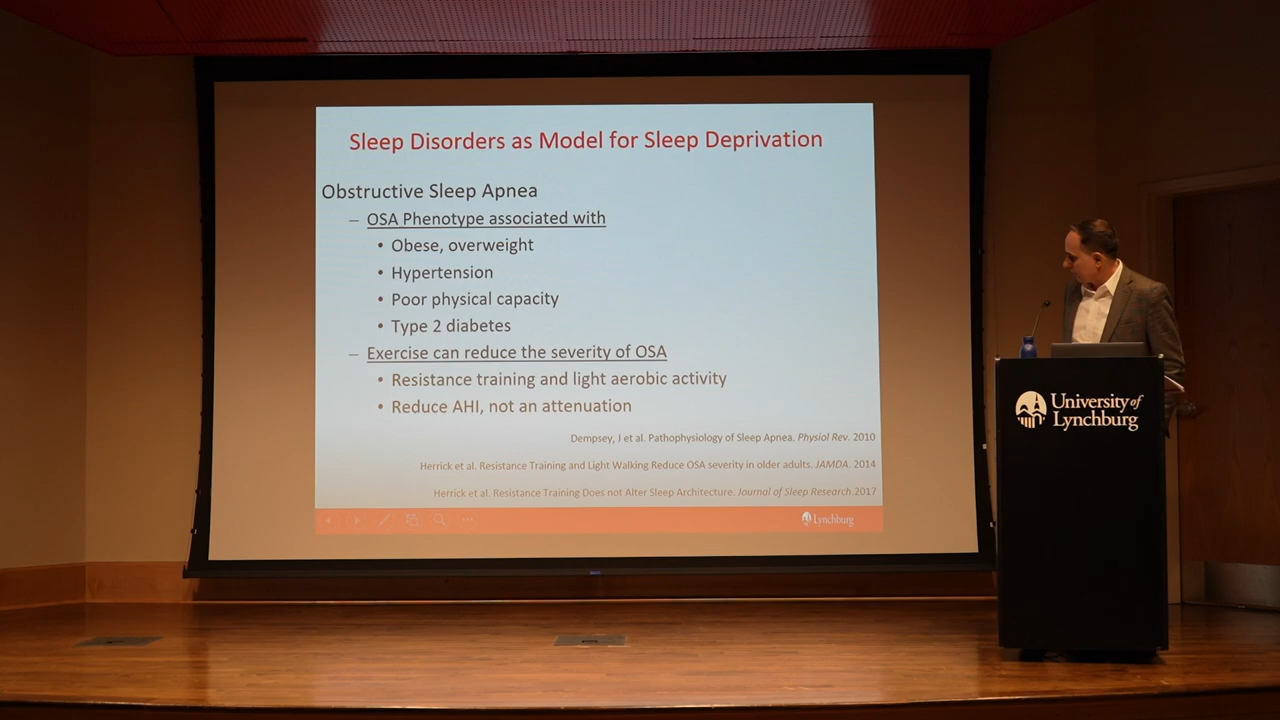 Sleep Disorders as Model for Sleep Deprivation
Obstructive Sleep Apnea
– OSA Phenotype associated with
• Obese, overweight
• Hypertension
• Poor physical capacity
• Type 2 diabetes
– Exercise can reduce the severity of OSA
• Resistance training and light aerobic activity
• Reduce AHI, not an attenuation
Dempsey, J et al. Pathophysiology of Sleep Apnea. Physiol Rev. 2010
Herrick et al. Resistance Training and Light Walking Reduce OSA severity in older adults. JAMDA. 2014
Herrick et al. Resistance Training Does not Alter Sleep Architecture. Journal of Sleep Research.2017
Lynchburg
University of
Lynchburg